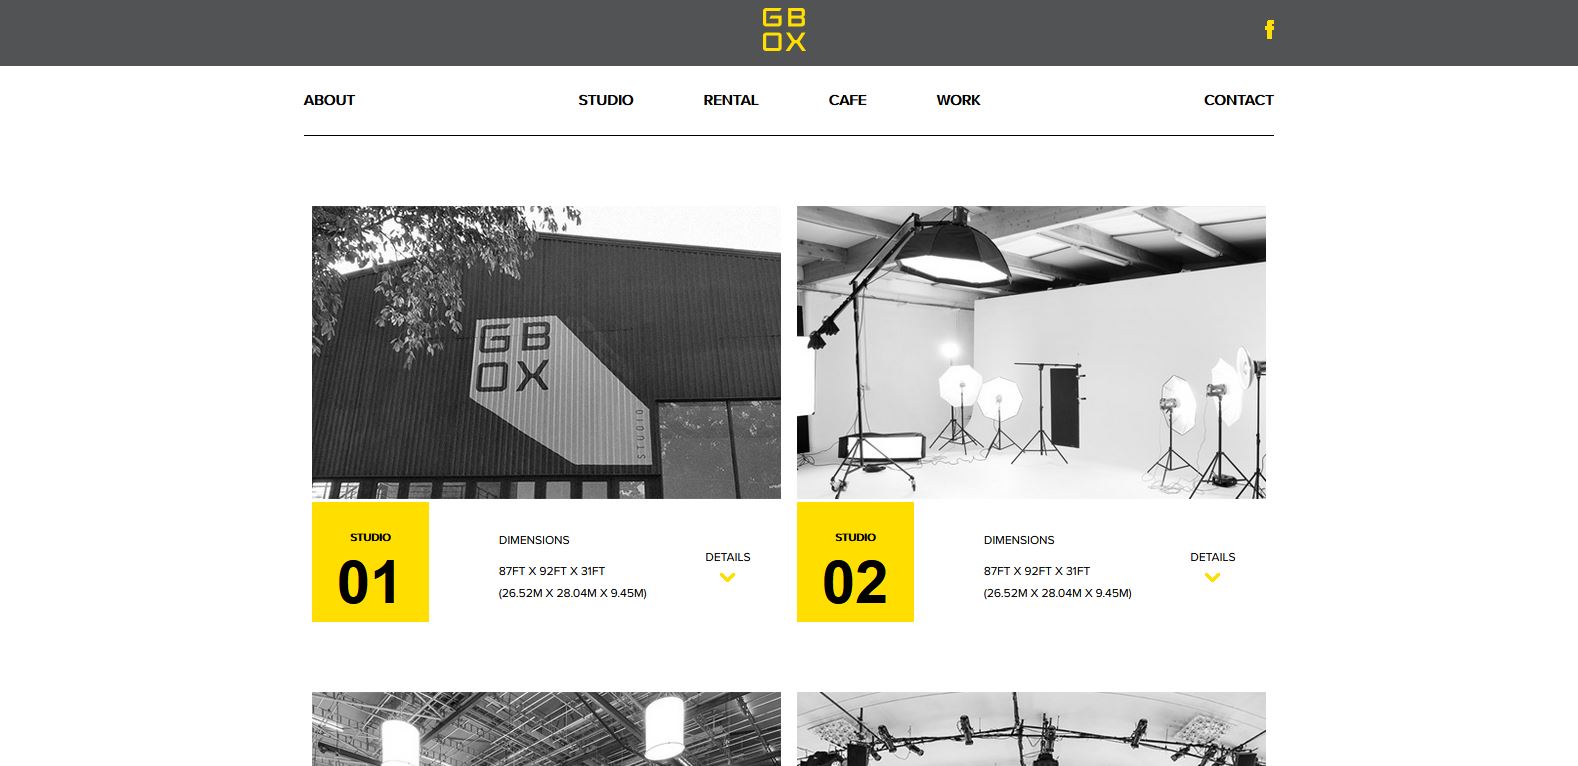 GB
OX
ABOUT
STUDIO
RENTAL
CAFE
WORK
CONTACT
GB
OX
STUDIO
STUDIO
01
DIMENSIONS
87FT X 92FT X 31FT
(26.52M X 28.04M X 9.45M)
DETAILS
STUDIO
02
DIMENSIONS
87FT X 92FT X 31FT
(26.52M X 28.04M X 9.45M)
DETAILS